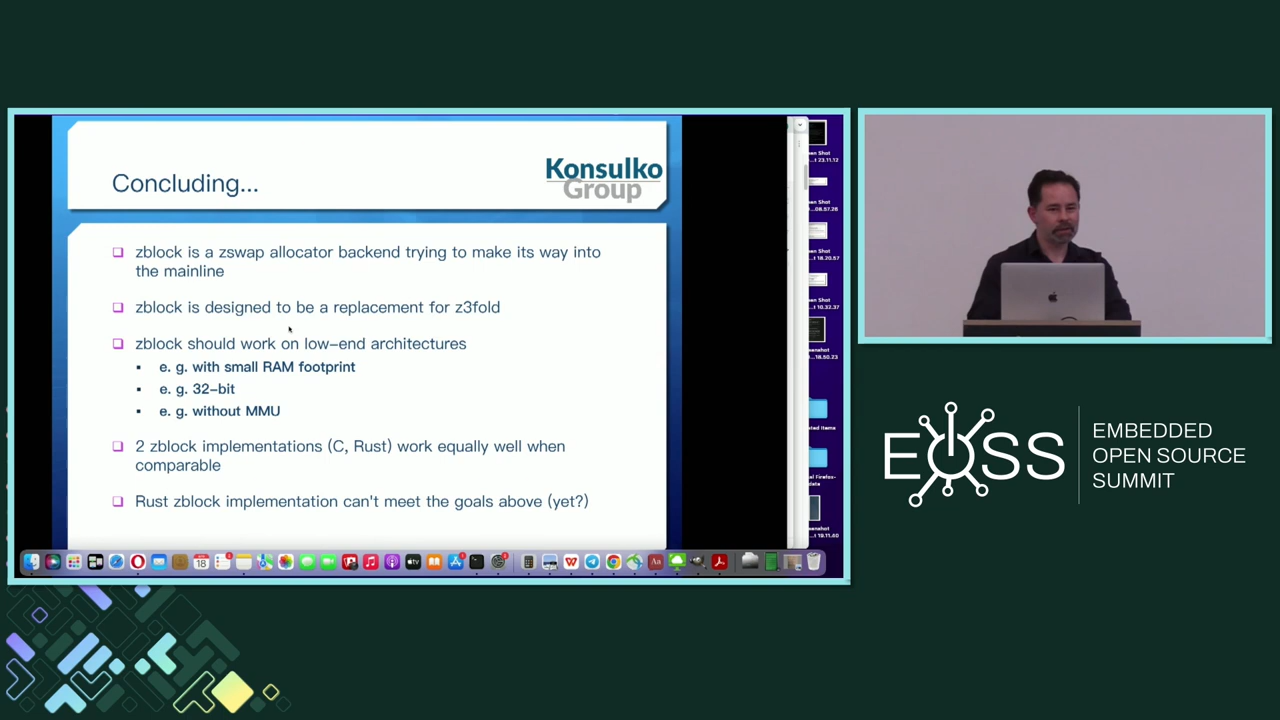 Concluding...
Konsulko
Group
❑ zblock is a zswap allocator backend trying to make its way into
the mainline
❑ zblock is designed to be a replacement for z3fold
❑ zblock should work on low-end architectures
▪ e. g. with small RAM footprint
▪ e. g. 32-bit
▪ e. g. without MMU
❑ 2 zblock implementations (C, Rust) work equally well when
comparable
❑ Rust zblock implementation can't meet the goals above (yet?)
EOSS
EMBEDDED
OPEN SOURCE
SUMMIT